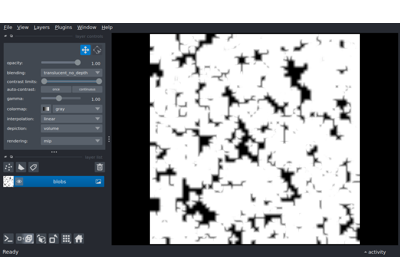 File View Layers Plugins Window Help
opacity: 1.00
blending: translucent_no_depth
contrast limits:
auto-contrast: once continuous
gamma: 1.00
colormap: gray
interpolation: linear
depiction: volume
rendering: mip
blobs
Ready activity